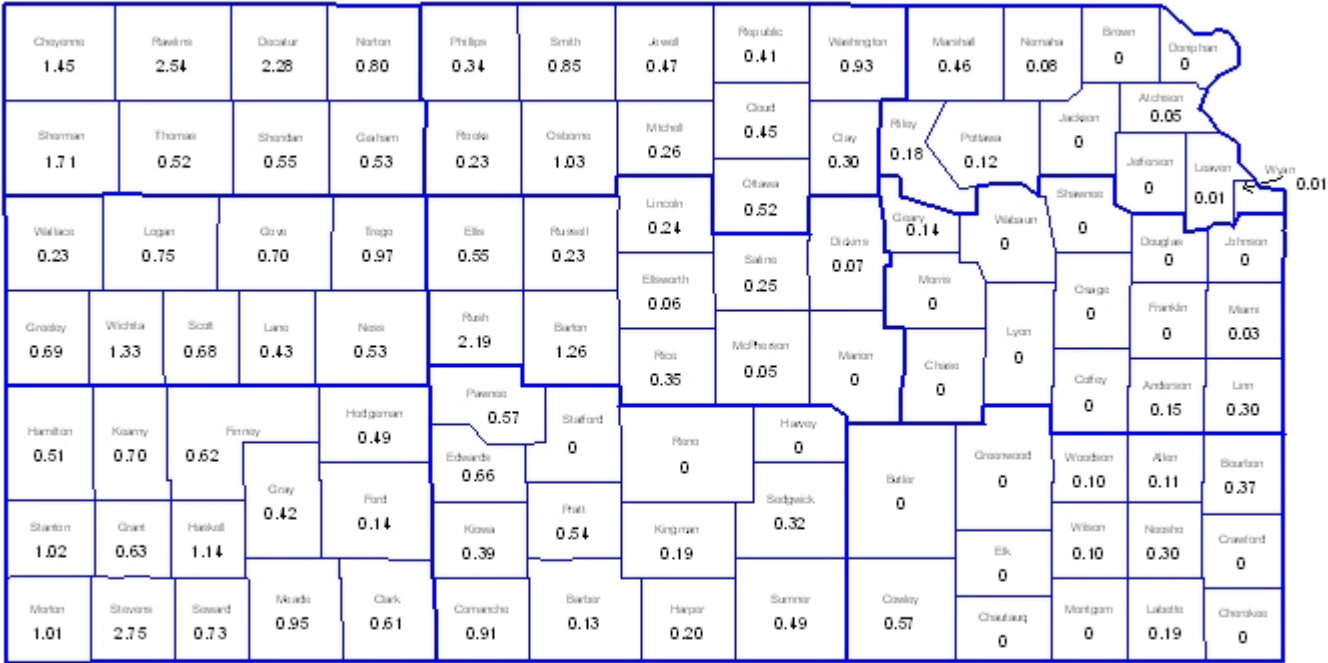 Cheyenne
1.45
Rawlins
2.54
Decatur
2.28
Norton
0.80
Phillips
0.34
Smith
0.85
Jewell
0.47
Republic
0.41
Washington
0.93
Marshall
0.46
Nemaha
0.08
Brown
0
Doniphan
0
Sherman
1.71
Thomas
0.52
Sheridan
0.55
Graham
0.53
Rooks
0.23
Osborne
1.03
Mitchell
0.26
Cloud
0.45
Clay
0.30
Riley
0.18
Pottawa
0.12
Jackson
0
Atchison
0.05
Jefferson
0
Leaven
0.01
Wyan
0.01
Wallace
0.23
Logan
0.75
Gove
0.70
Trego
0.97
Ellis
0.55
Russell
0.23
Lincoln
0.24
Ottawa
0.52
Dickins
0.07
Geary
0.14
Wabaun
0
Shawnee
0
Douglas
0
Johnson
0
Ellsworth
0.06
Saline
0.25
Morris
0
Osage
0
Franklin
0
Miami
0.03
Greeley
0.69
Wichita
1.33
Scott
0.68
Lane
0.43
Ness
0.53
Rush
2.19
Barton
1.26
Rice
0.35
McPherson
0.05
Marion
0
Chase
0
Lyon
0
Coffey
0
Anderson
0.15
Linn
0.30
Hamilton
0.51
Kearny
0.70
Finney
0.62
Hodgeman
0.49
Pawnee
0.57
Stafford
0
Reno
0
Harvey
0
Butler
0
Greenwood
0
Woodson
0.10
Allen
0.11
Bourbon
0.37
Gray
0.42
Ford
0.14
Edwards
0.66
Pratt
0.54
Kingman
0.19
Sedgwick
0.32
Stanton
1.02
Grant
0.63
Haskell
1.14
Kiowa
0.39
Elk
0
Wilson
0.10
Neosho
0.30
Crawford
0
Morton
1.01
Stevens
2.75
Seward
0.73
Meade
0.95
Clark
0.61
Comanche
0.91
Barber
0.13
Harper
0.20
Sumner
0.49
Cowley
0.57
Chautauq
0
Montgom
0
Labette
0.19
Cherokee
0